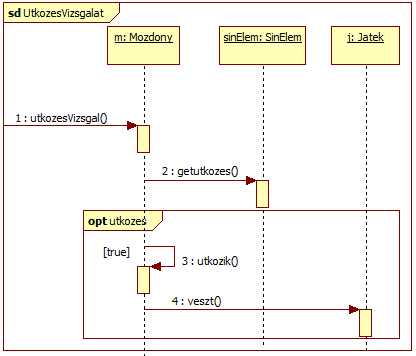 sd UtkozesVizsgalat
m: Mozdony
sinElem: SinElem
j: Jatek
1 : utkozesVizsgal()
2 : getutkozes()
opt utkozes
[true]
3 : utkozik()
4 : veszt()